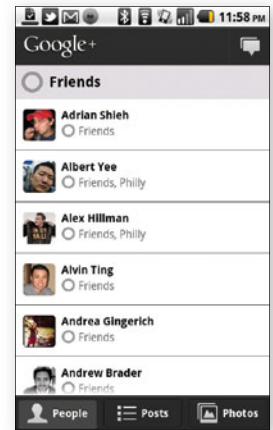 11:58 PM
Google+
Friends
Adrian Shieh
Friends
Albert Yee
Friends, Philly
Alex Hillman
Friends, Philly
Alvin Ting
Friends
Andrea Gingerich
Friends
Andrew Brader
Friends
People Posts Photos